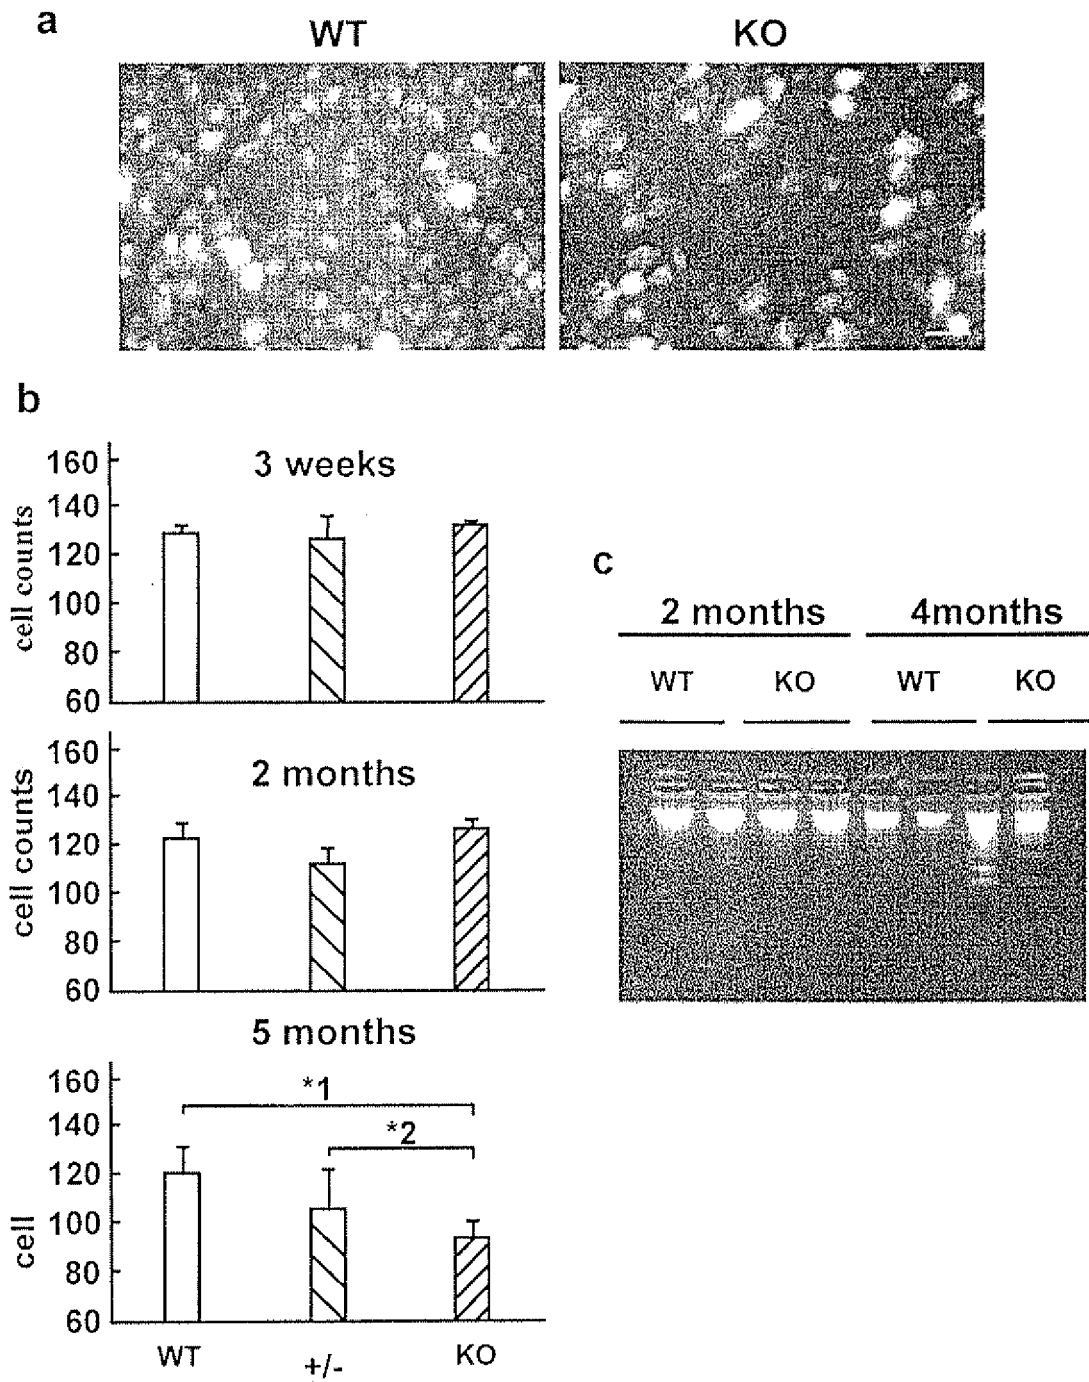 a
WT KO
b
3 weeks
160
140
120
100
80
60
cell counts
2 months
160
140
120
100
80
60
cell counts
5 months
160
140
120
100
80
60
cell
*1
*2
WT +/- KO
c
2 months 4months
WT KO WT KO